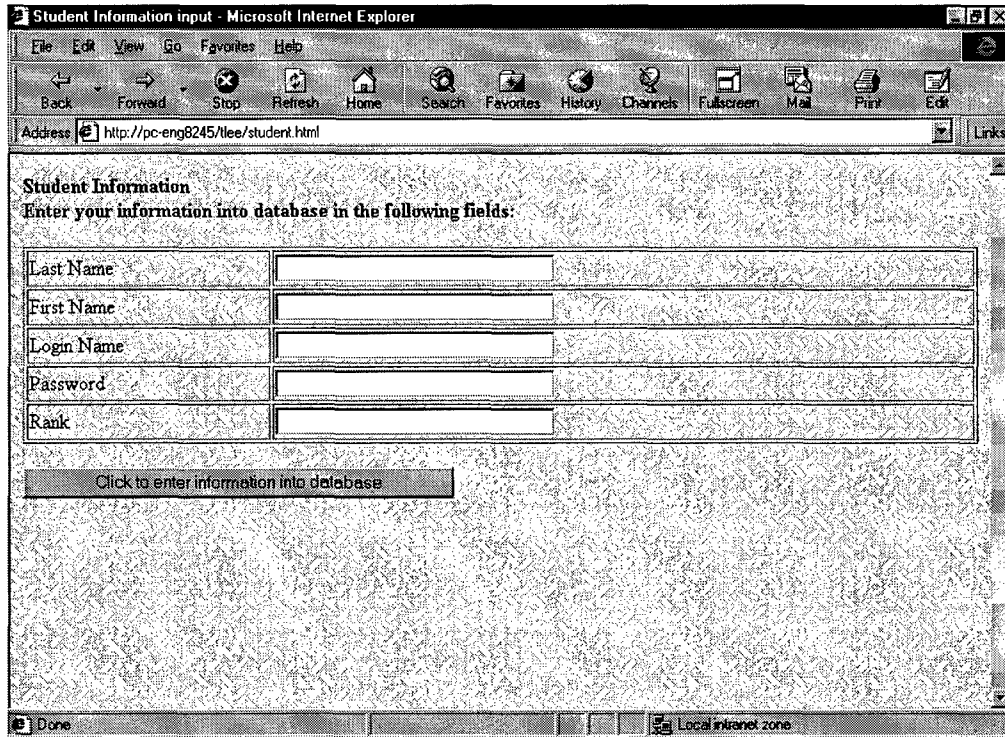 Student Information input - Microsoft Internet Explorer
File Edit View Go Favorites Help
Back Forward Stop Refresh Home Search Favorites History Channels Fullscreen Mail Print Edit
Address http://pc-eng8245/tlee/student.html Links
Student Information
Enter your information into database in the following fields:
Last Name
First Name
Login Name
Password
Rank
Click to enter information into database
Done Local intranet zone